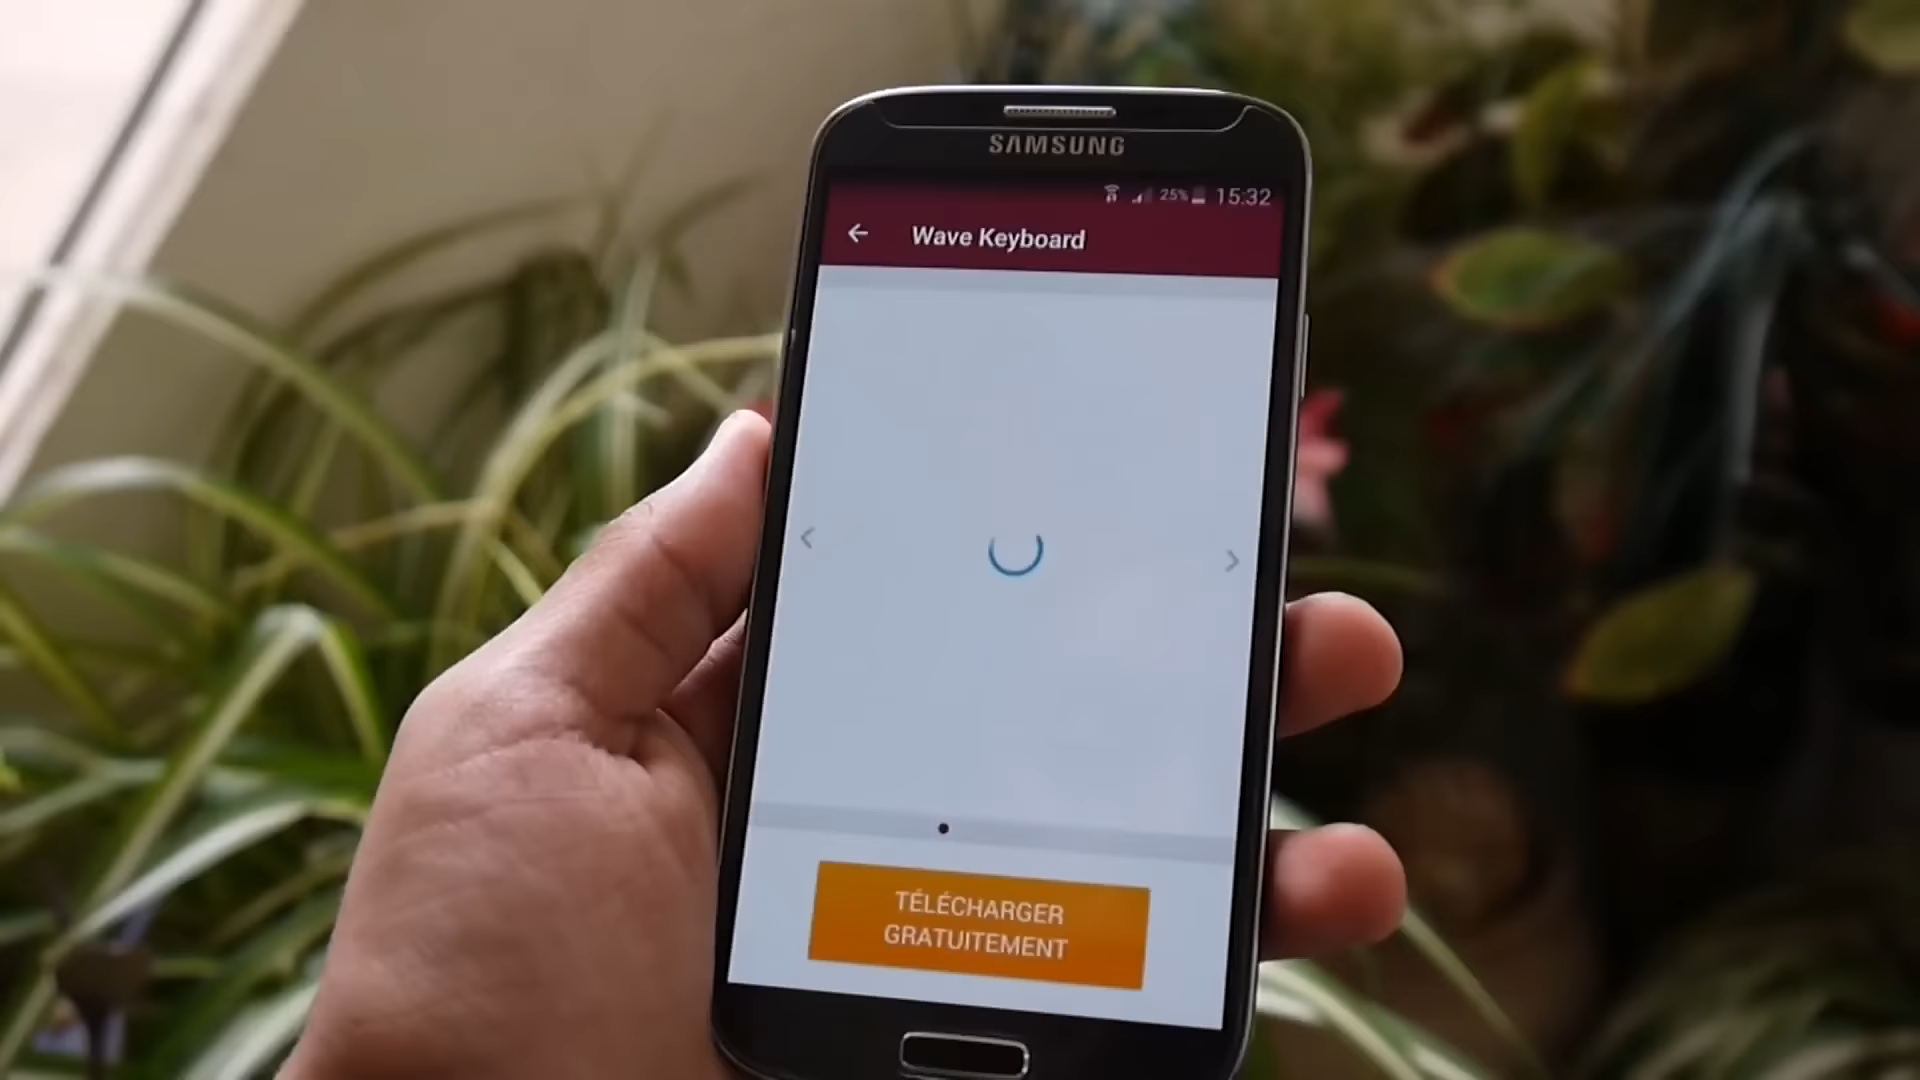 SAMSUNG
25% 15:32
Wave Keyboard
TÉLÉCHARGER
GRATUITEMENT